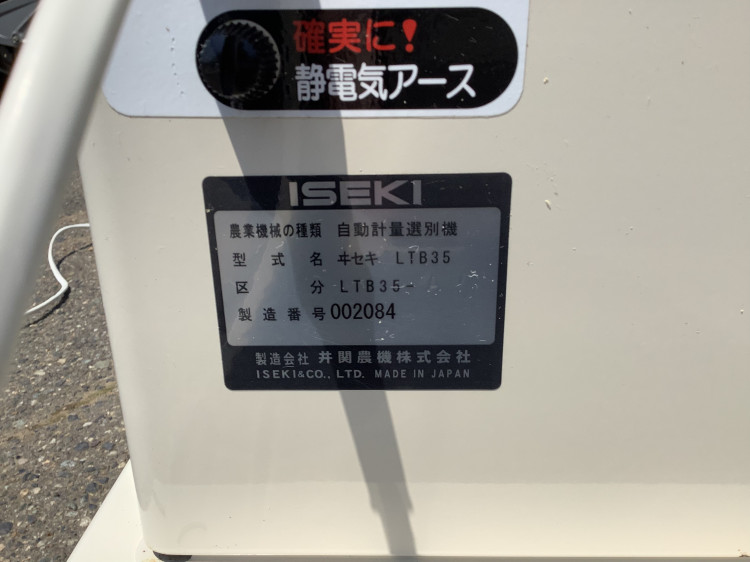 確実に!
静電気アース
ISEKI
農業機械の種類 自動計量選別機
型式名 ヰセキ LTB35
区分 LTB35-
製造番号 002084
製造会社 井関農機株式会社
ISEKI&CO., LTD. MADE IN JAPAN